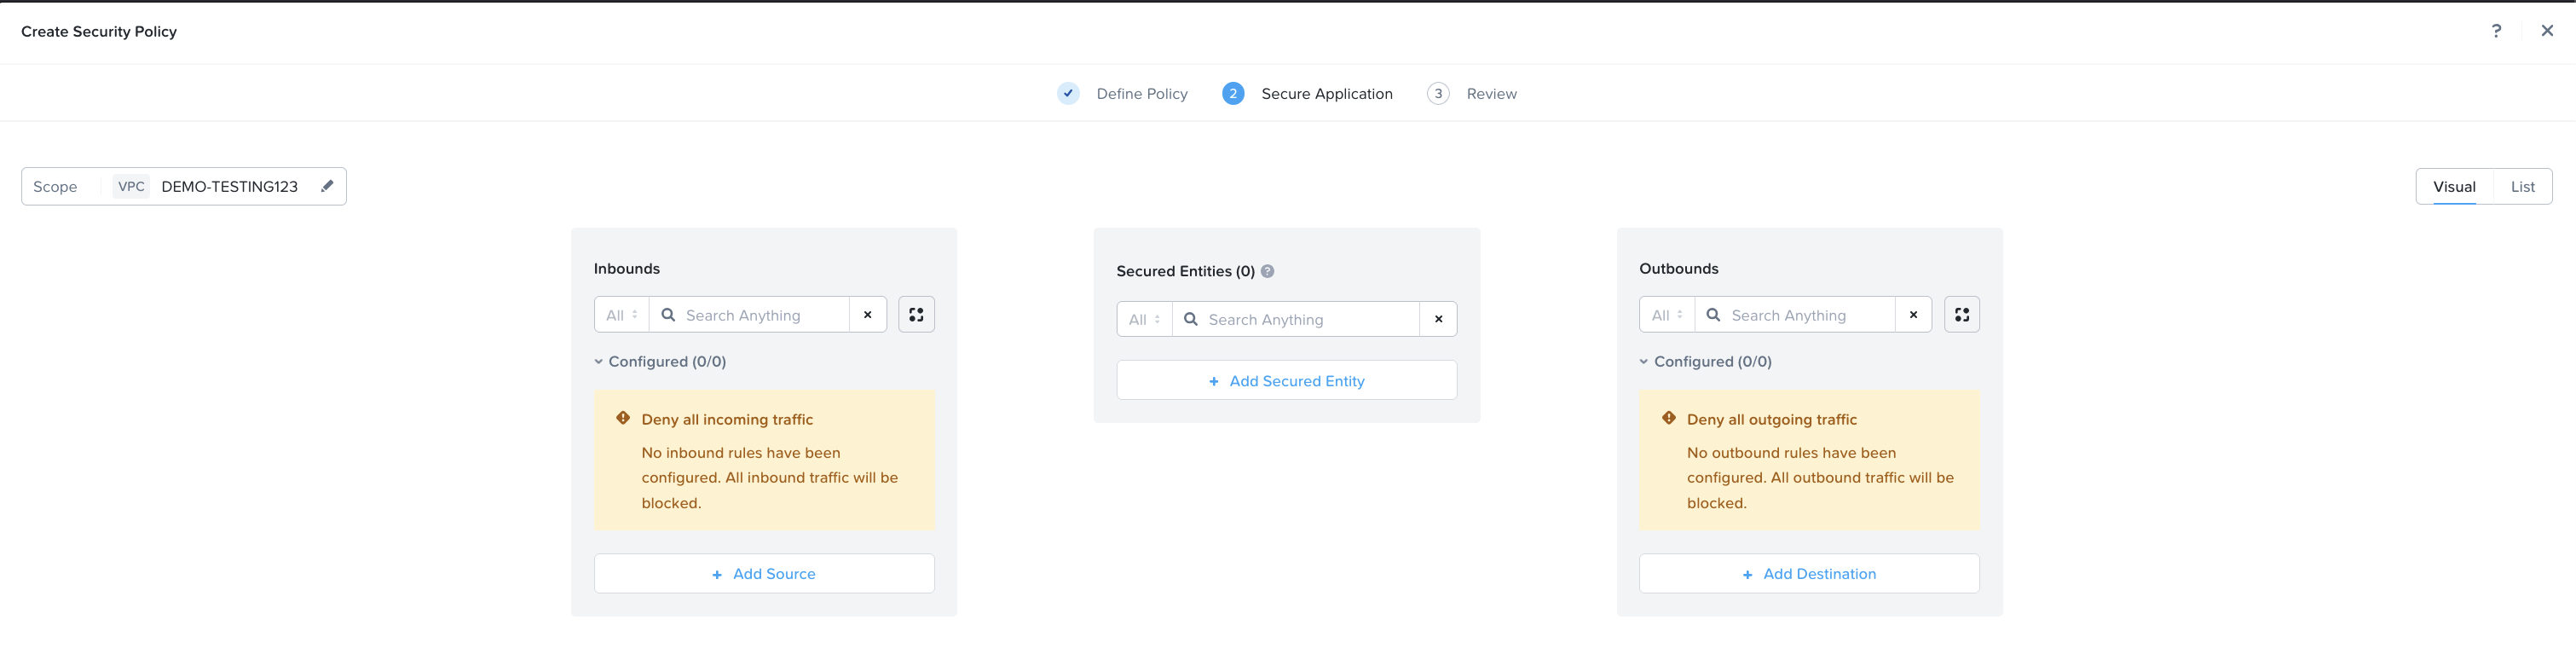 Create Security Policy
?
Define Policy
2 Secure Application
3 Review
Scope VPC DEMO-TESTING123
Visual List
Inbounds
All Search Anything
Configured (0/0)
Deny all incoming traffic
No inbound rules have been
configured. All inbound traffic will be
blocked.
+ Add Source
Secured Entities (0) ?
All Search Anything
+ Add Secured Entity
Outbounds
All Search Anything
Configured (0/0)
Deny all outgoing traffic
No outbound rules have been
configured. All outbound traffic will be
blocked.
+ Add Destination